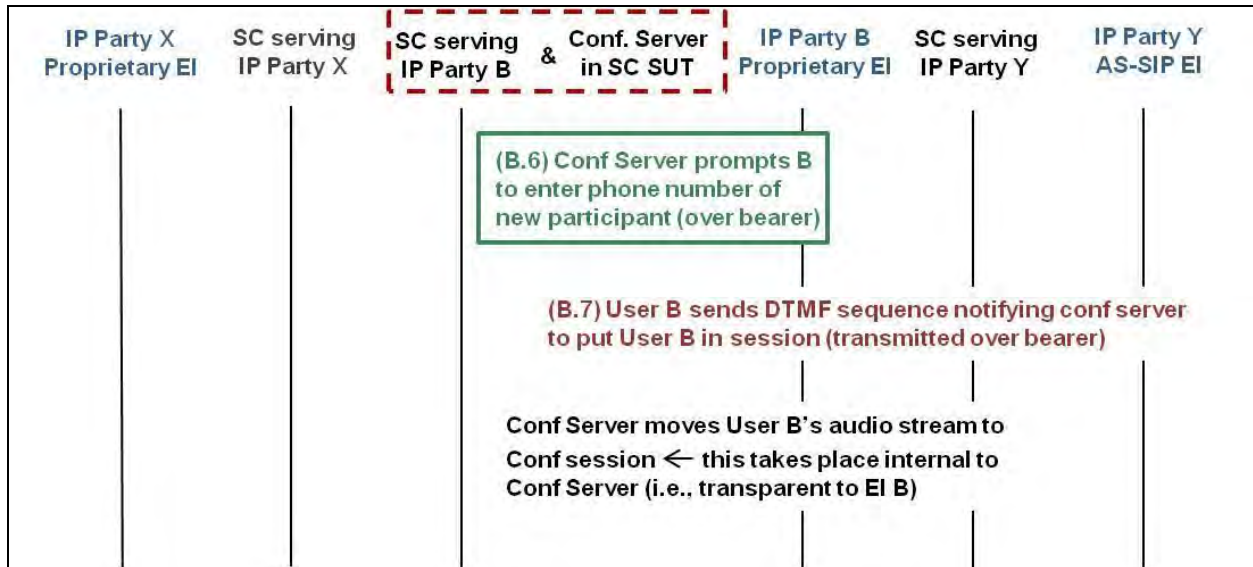 IP Party X
Proprietary EI
SC serving
IP Party X
SC serving
IP Party B
&
Conf. Server
in SC SUT
IP Party B
Proprietary EI
SC serving
IP Party Y
IP Party Y
AS-SIP EI
(B.6) Conf Server prompts B
to enter phone number of
new participant (over bearer)
(B.7) User B sends DTMF sequence notifying conf server
to put User B in session (transmitted over bearer)
Conf Server moves User B's audio stream to
Conf session ← this takes place internal to
Conf Server (i.e., transparent to EI B)